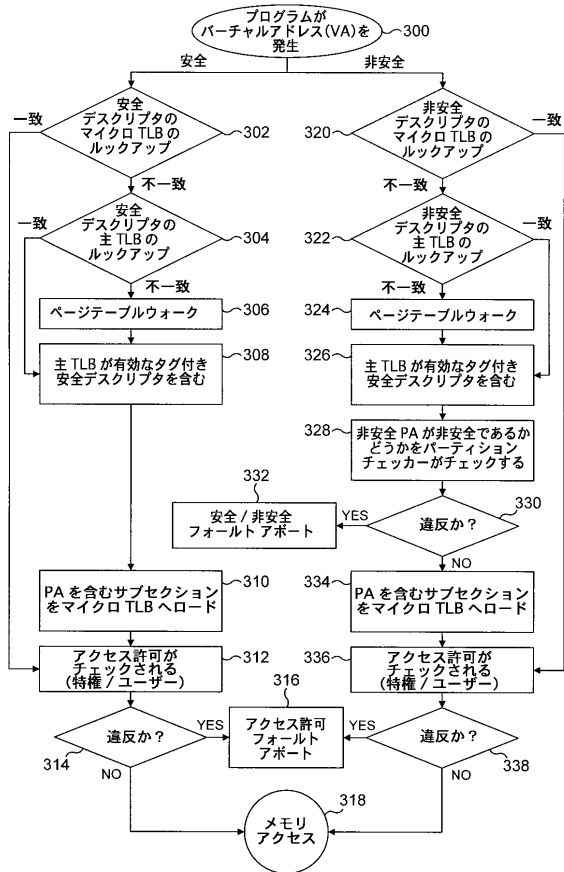 プログラムが
バーチャルアドレス(VA)を
発生
300
安全
非安全
安全
デスクリプタの
マイクロ TLB の
ルックアップ
302
一致
不一致
320
非安全
デスクリプタの
マイクロ TLB の
ルックアップ
一致
不一致
安全
デスクリプタの
主 TLB の
ルックアップ
304
一致
不一致
322
非安全
デスクリプタの
主 TLB の
ルックアップ
一致
不一致
ページテーブルウォーク
306
324
ページテーブルウォーク
主 TLB が有効なタグ付き
安全デスクリプタを含む
308
326
主 TLB が有効なタグ付き
安全デスクリプタを含む
328
非安全 PA が非安全であるか
どうかをパーティション
チェッカーがチェックする
332
安全 / 非安全
フォールト アボート
YES
違反か?
330
NO
PA を含むサブセクション
をマイクロ TLB へロード
310
334
PA を含むサブセクション
をマイクロ TLB へロード
アクセス許可が
チェックされる
(特権 / ユーザー)
312
336
アクセス許可が
チェックされる
(特権 / ユーザー)
316
違反か?
314
YES
NO
アクセス許可
フォールト
アボート
YES
違反か?
338
NO
318
メモリ
アクセス